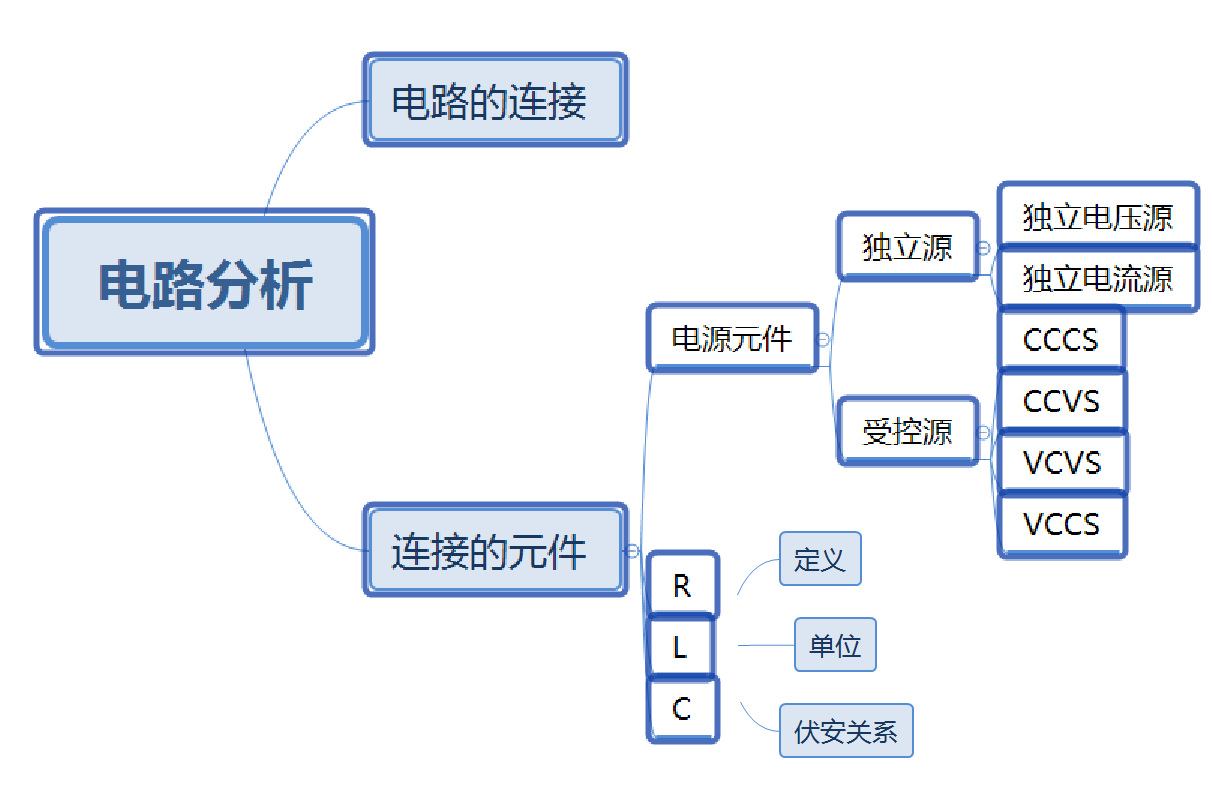 电路分析
电路的连接
连接的元件
电源元件
独立源
独立电压源
独立电流源
受控源
CCCS
CCVS
VCVS
VCCS
R
L
C
定义
单位
伏安关系